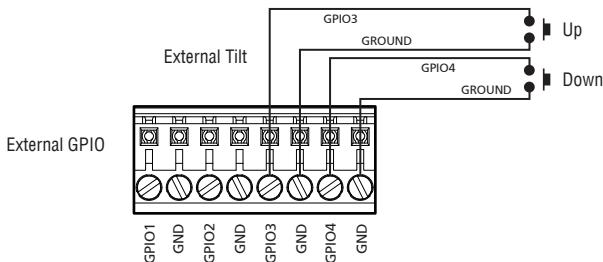 GPIO3
Up
GROUND
External Tilt
GPIO4
Down
GROUND
External GPIO
GPIO1
GND
GPIO2
GND
GPIO3
GND
GPIO4
GND